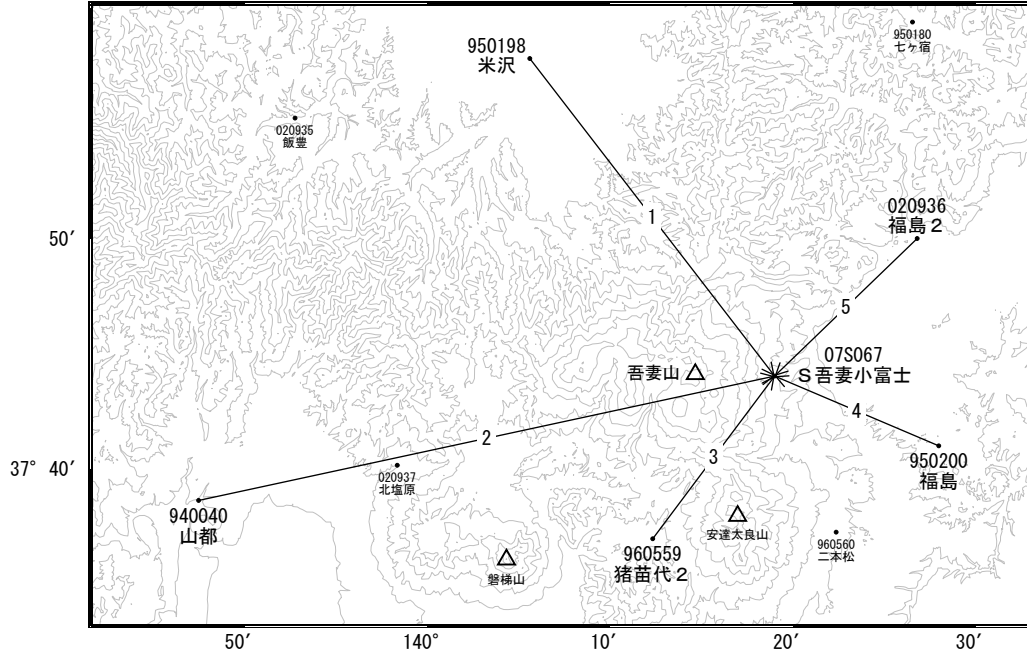 950198
米沢
950180
七ヶ宿
020935
飯豊
1
020936
福島2
50′
5
07S067
S吾妻小富士
吾妻山
4
2
3
37° 40′
020937
北塩原
950200
福島
940040
山都
安達太良山
960559
猪苗代2
960560
二本松
磐梯山
50′
140°
10′
20′
30′